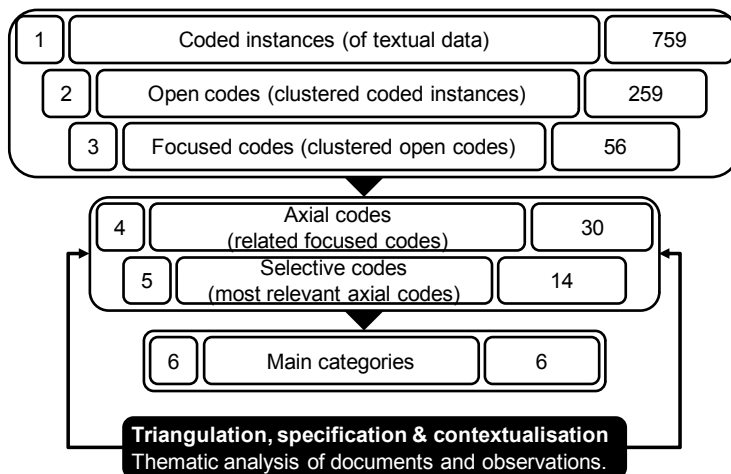 1 Coded instances (of textual data) 759
2 Open codes (clustered coded instances) 259
3 Focused codes (clustered open codes) 56
4 Axial codes (related focused codes) 30
5 Selective codes (most relevant axial codes) 14
6 Main categories 6
Triangulation, specification & contextualisation
Thematic analysis of documents and observations.